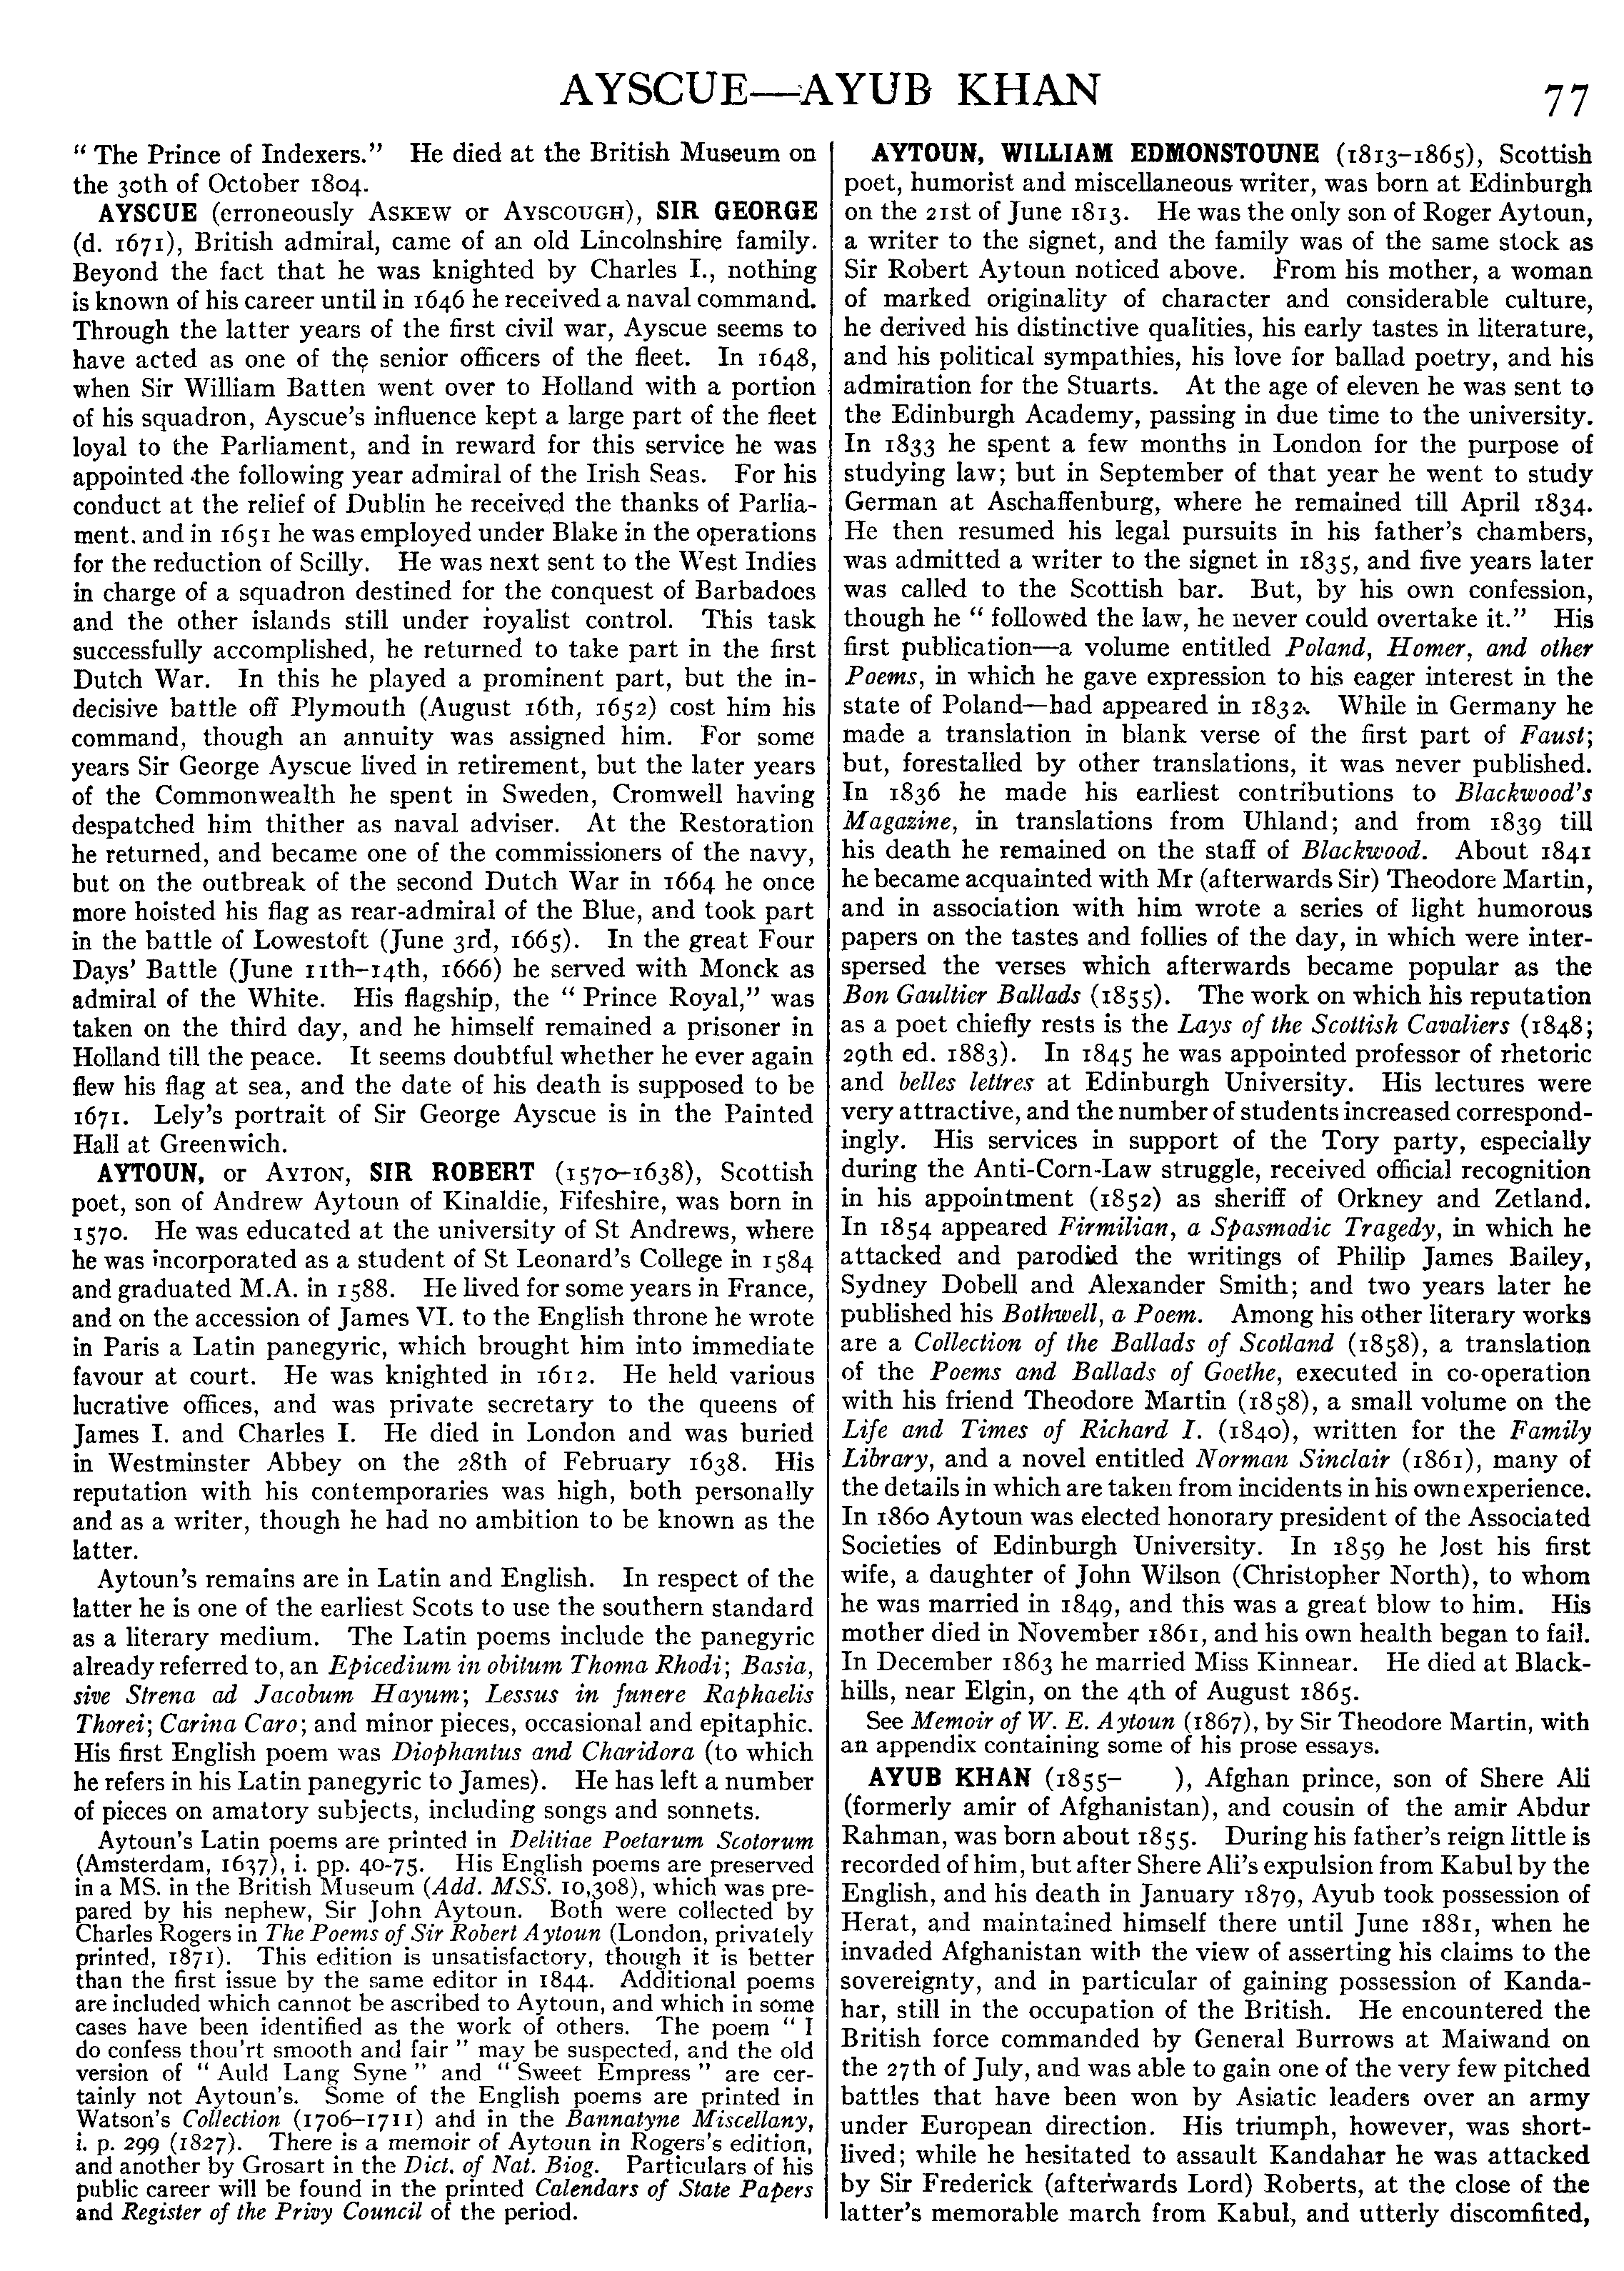 AYSCUE—AYUB KHAN
77
“ The Prince of Indexers.” He died at the British Museum on
the 30th of October 1804.
AYSCUE (erroneously ASKEW or AYSCOUGH), SIR GEORGE
(d. 1671), British admiral, came of an old Lincolnshire family.
Beyond the fact that he was knighted by Charles I., nothing
is known of his career until in 1646 he received a naval command.
Through the latter years of the first civil war, Ayscue seems to
have acted as one of the senior officers of the fleet. In 1648,
when Sir William Batten went over to Holland with a portion
of his squadron, Ayscue’s influence kept a large part of the fleet
loyal to the Parliament, and in reward for this service he was
appointed the following year admiral of the Irish Seas. For his
conduct at the relief of Dublin he received the thanks of Parlia-
ment. and in 1651 he was employed under Blake in the operations
for the reduction of Scilly. He was next sent to the West Indies
in charge of a squadron destined for the conquest of Barbadoes
and the other islands still under royalist control. This task
successfully accomplished, he returned to take part in the first
Dutch War. In this he played a prominent part, but the in-
decisive battle off Plymouth (August 16th, 1652) cost him his
command, though an annuity was assigned him. For some
years Sir George Ayscue lived in retirement, but the later years
of the Commonwealth he spent in Sweden, Cromwell having
despatched him thither as naval adviser. At the Restoration
he returned, and became one of the commissioners of the navy,
but on the outbreak of the second Dutch War in 1664 he once
more hoisted his flag as rear-admiral of the Blue, and took part
in the battle of Lowestoft (June 3rd, 1665). In the great Four
Days’ Battle (June 11th–14th, 1666) he served with Monck as
admiral of the White. His flagship, the “ Prince Royal,” was
taken on the third day, and he himself remained a prisoner in
Holland till the peace. It seems doubtful whether he ever again
flew his flag at sea, and the date of his death is supposed to be
1671. Lely’s portrait of Sir George Ayscue is in the Painted
Hall at Greenwich.
AYTOUN, or AYTON, SIR ROBERT (1570–1638), Scottish
poet, son of Andrew Aytoun of Kinaldie, Fifeshire, was born in
1570. He was educated at the university of St Andrews, where
he was incorporated as a student of St Leonard’s College in 1584
and graduated M.A. in 1588. He lived for some years in France,
and on the accession of James VI. to the English throne he wrote
in Paris a Latin panegyric, which brought him into immediate
favour at court. He was knighted in 1612. He held various
lucrative offices, and was private secretary to the queens of
James I. and Charles I. He died in London and was buried
in Westminster Abbey on the 28th of February 1638. His
reputation with his contemporaries was high, both personally
and as a writer, though he had no ambition to be known as the
latter.
Aytoun’s remains are in Latin and English. In respect of the
latter he is one of the earliest Scots to use the southern standard
as a literary medium. The Latin poems include the panegyric
already referred to, an Epicedium in obitum Thoma Rhodi; Basia,
sive Strena ad Jacobum Hayum; Lessus in funere Raphaelis
Thorei; Carina Caro; and minor pieces, occasional and epitaphic.
His first English poem was Diophantus and Charidora (to which
he refers in his Latin panegyric to James). He has left a number
of pieces on amatory subjects, including songs and sonnets.
Aytoun’s Latin poems are printed in Delitiae Poetarum Scotorum
(Amsterdam, 1637), i. pp. 40-75. His English poems are preserved
in a MS. in the British Museum (Add. MSS. 10,308), which was pre-
pared by his nephew, Sir John Aytoun. Both were collected by
Charles Rogers in The Poems of Sir Robert Aytoun (London, privately
printed, 1871). This edition is unsatisfactory, though it is better
than the first issue by the same editor in 1844. Additional poems
are included which cannot be ascribed to Aytoun, and which in some
cases have been identified as the work of others. The poem “ I
do confess thou’rt smooth and fair ” may be suspected, and the old
version of “ Auld Lang Syne ” and “ Sweet Empress ” are cer-
tainly not Aytoun’s. Some of the English poems are printed in
Watson’s Collection (1706–1711) and in the Bannatyne Miscellany,
i. p. 299 (1827). There is a memoir of Aytoun in Rogers’s edition,
and another by Grosart in the Dict. of Nat. Biog. Particulars of his
public career will be found in the printed Calendars of State Papers
and Register of the Privy Council of the period.
AYTOUN, WILLIAM EDMONSTOUNE (1813–1865), Scottish
poet, humorist and miscellaneous writer, was born at Edinburgh
on the 21st of June 1813. He was the only son of Roger Aytoun,
a writer to the signet, and the family was of the same stock as
Sir Robert Aytoun noticed above. From his mother, a woman
of marked originality of character and considerable culture,
he derived his distinctive qualities, his early tastes in literature,
and his political sympathies, his love for ballad poetry, and his
admiration for the Stuarts. At the age of eleven he was sent to
the Edinburgh Academy, passing in due time to the university.
In 1833 he spent a few months in London for the purpose of
studying law; but in September of that year he went to study
German at Aschaffenburg, where he remained till April 1834.
He then resumed his legal pursuits in his father’s chambers,
was admitted a writer to the signet in 1835, and five years later
was called to the Scottish bar. But, by his own confession,
though he “ followed the law, he never could overtake it.” His
first publication—a volume entitled Poland, Homer, and other
Poems, in which he gave expression to his eager interest in the
state of Poland—had appeared in 1832. While in Germany he
made a translation in blank verse of the first part of Faust;
but, forestalled by other translations, it was never published.
In 1836 he made his earliest contributions to Blackwood’s
Magazine, in translations from Uhland; and from 1839 till
his death he remained on the staff of Blackwood. About 1841
he became acquainted with Mr (afterwards Sir) Theodore Martin,
and in association with him wrote a series of light humorous
papers on the tastes and follies of the day, in which were inter-
spersed the verses which afterwards became popular as the
Bon Gaultier Ballads (1855). The work on which his reputation
as a poet chiefly rests is the Lays of the Scottish Cavaliers (1848;
29th ed. 1883). In 1845 he was appointed professor of rhetoric
and belles lettres at Edinburgh University. His lectures were
very attractive, and the number of students increased correspond-
ingly. His services in support of the Tory party, especially
during the Anti-Corn-Law struggle, received official recognition
in his appointment (1852) as sheriff of Orkney and Zetland.
In 1854 appeared Firmilian, a Spasmodic Tragedy, in which he
attacked and parodied the writings of Philip James Bailey,
Sydney Dobell and Alexander Smith; and two years later he
published his Bothwell, a Poem. Among his other literary works
are a Collection of the Ballads of Scotland (1858), a translation
of the Poems and Ballads of Goethe, executed in co-operation
with his friend Theodore Martin (1858), a small volume on the
Life and Times of Richard I. (1840), written for the Family
Library, and a novel entitled Norman Sinclair (1861), many of
the details in which are taken from incidents in his own experience.
In 1860 Aytoun was elected honorary president of the Associated
Societies of Edinburgh University. In 1859 he lost his first
wife, a daughter of John Wilson (Christopher North), to whom
he was married in 1849, and this was a great blow to him. His
mother died in November 1861, and his own health began to fail.
In December 1863 he married Miss Kinnear. He died at Black-
hills, near Elgin, on the 4th of August 1865.
See Memoir of W. E. Aytoun (1867), by Sir Theodore Martin, with
an appendix containing some of his prose essays.
AYUB KHAN (1855– ), Afghan prince, son of Shere Ali
(formerly amir of Afghanistan), and cousin of the amir Abdur
Rahman, was born about 1855. During his father’s reign little is
recorded of him, but after Shere Ali’s expulsion from Kabul by the
English, and his death in January 1879, Ayub took possession of
Herat, and maintained himself there until June 1881, when he
invaded Afghanistan with the view of asserting his claims to the
sovereignty, and in particular of gaining possession of Kanda-
har, still in the occupation of the British. He encountered the
British force commanded by General Burrows at Maiwand on
the 27th of July, and was able to gain one of the very few pitched
battles that have been won by Asiatic leaders over an army
under European direction. His triumph, however, was short-
lived; while he hesitated to assault Kandahar he was attacked
by Sir Frederick (afterwards Lord) Roberts, at the close of the
latter’s memorable march from Kabul, and utterly discomfited,